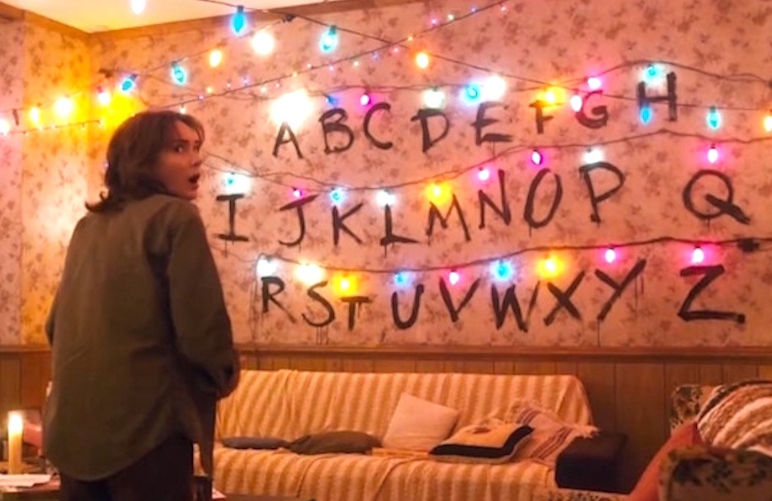 A B C D E F G H
I J K L M N O P Q
R S T U V W X Y Z